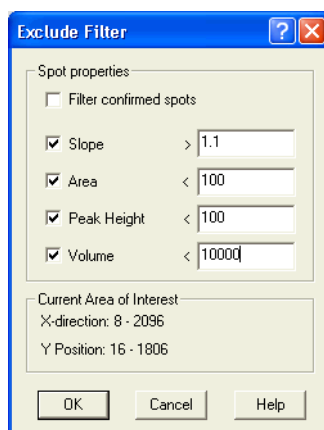 Exclude Filter
Spot properties
Filter confirmed spots
Slope > 1.1
Area < 100
Peak Height < 100
Volume < 10000
Current Area of Interest
X-direction: 8 - 2096
Y Position: 16 - 1806
OK Cancel Help